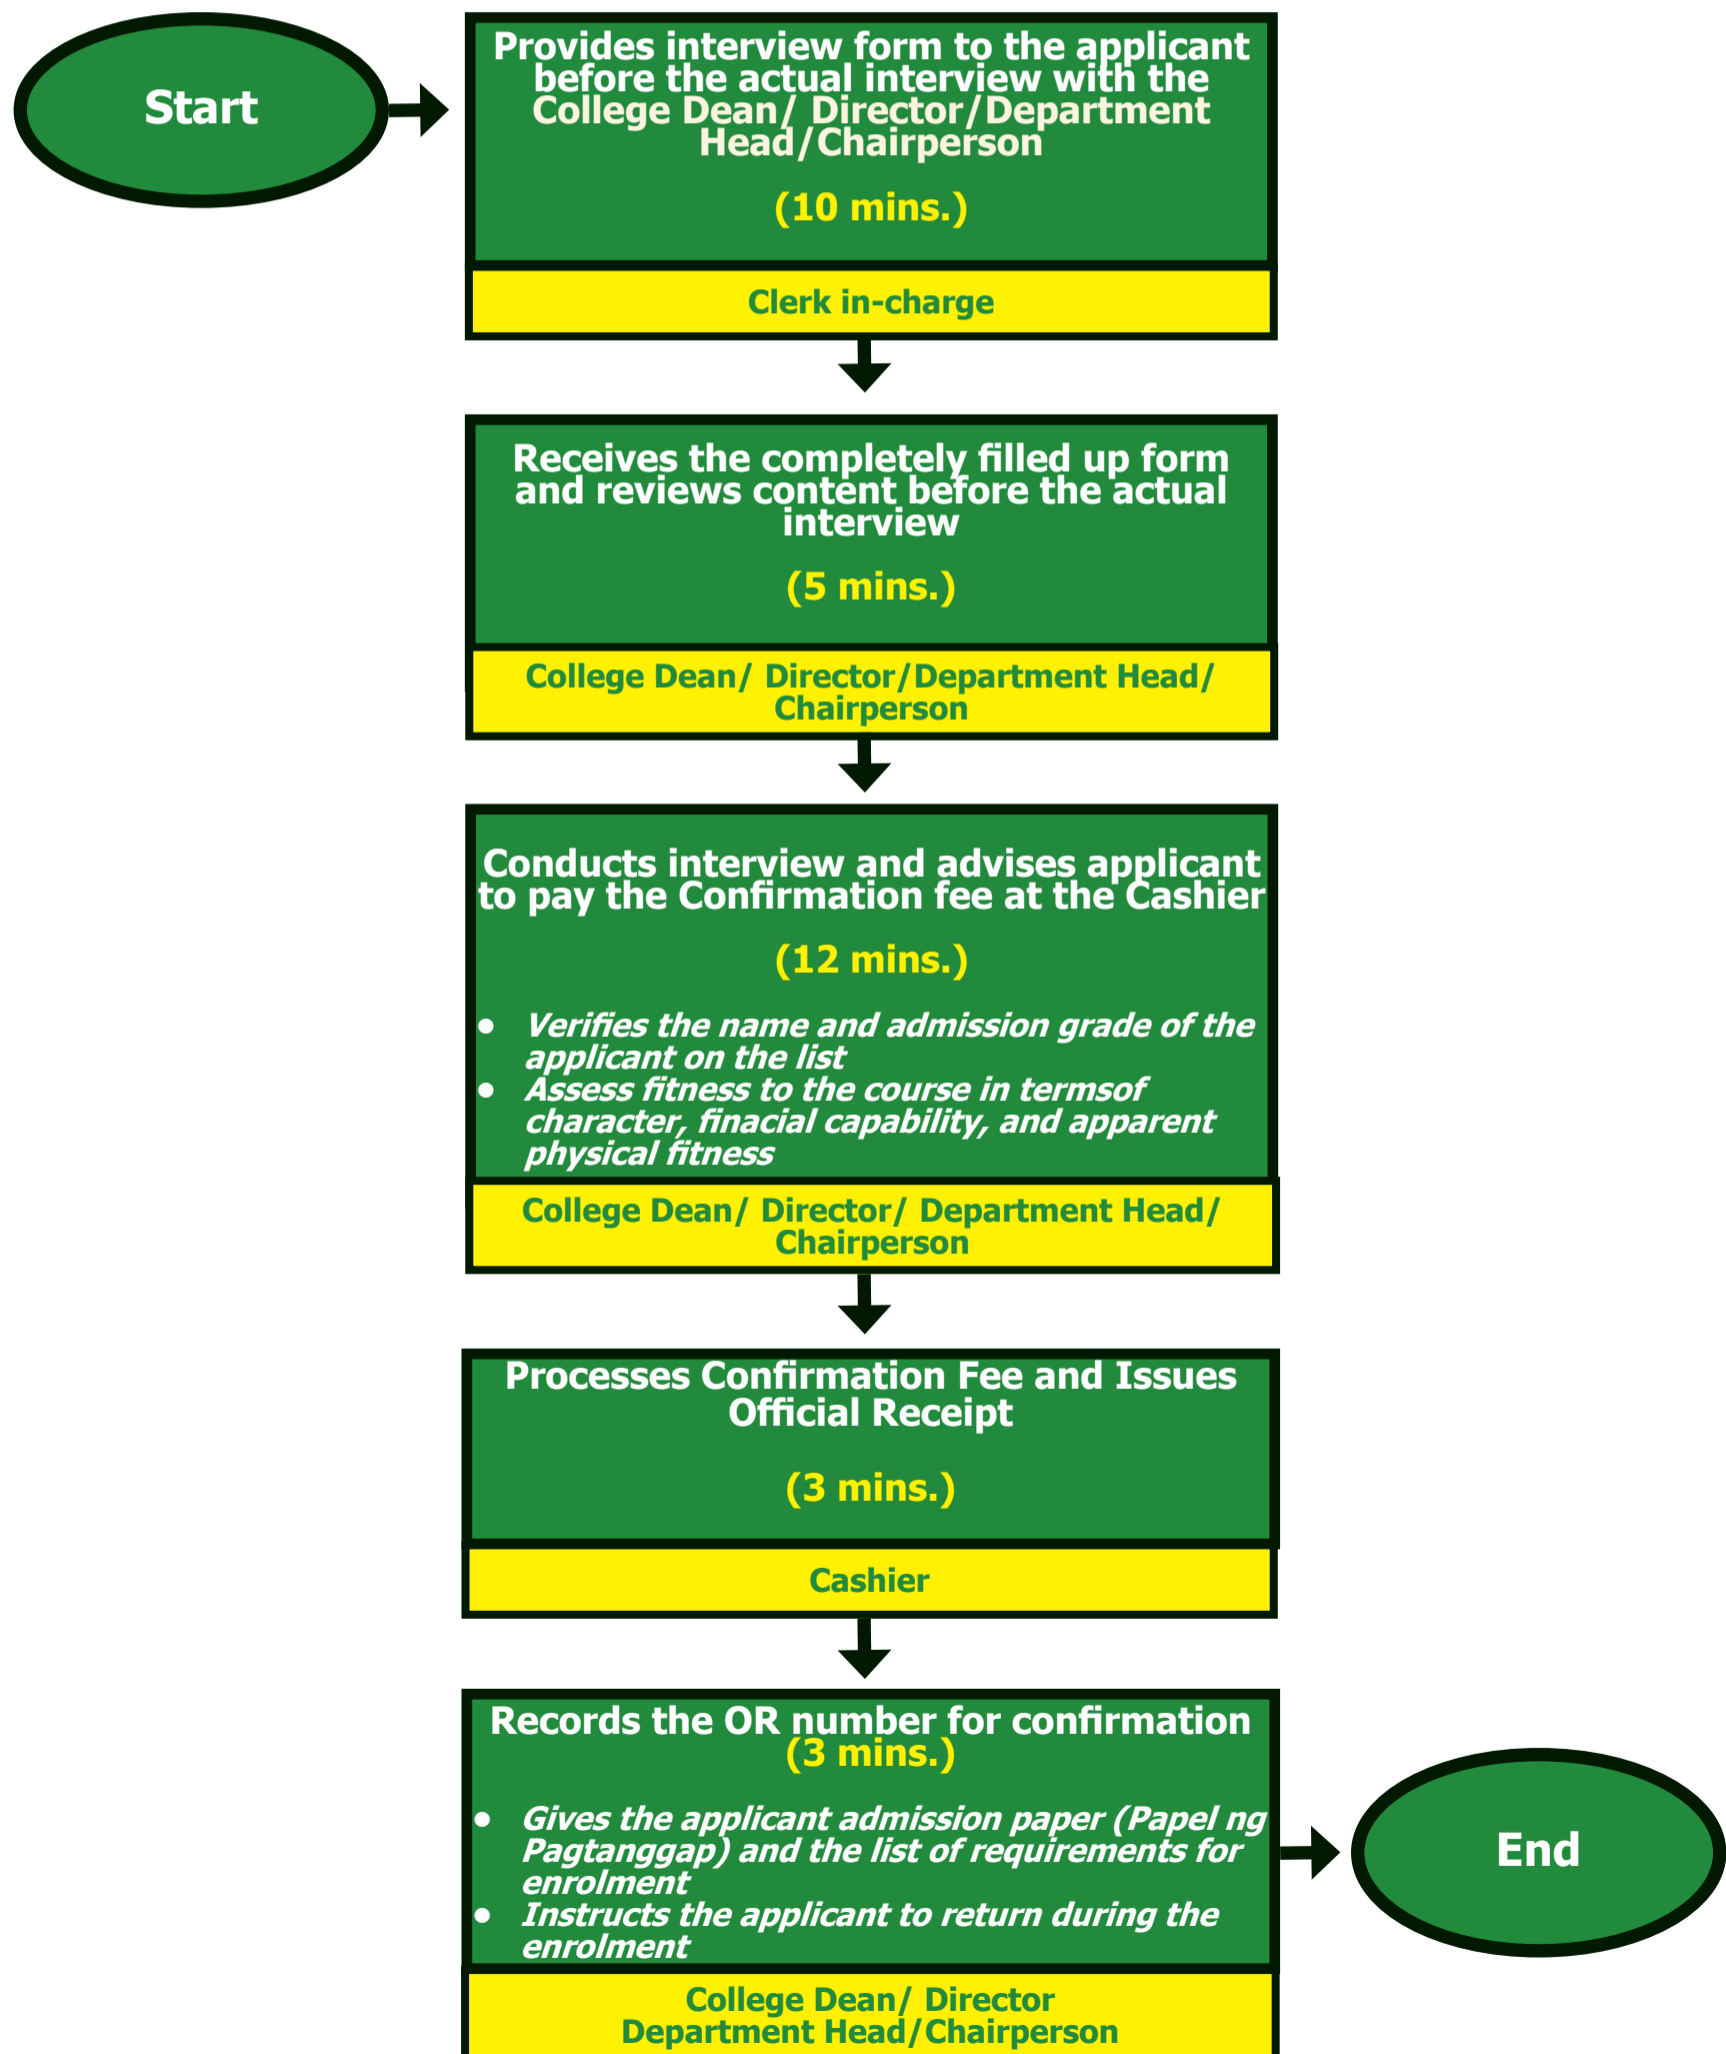 Start
Provides interview form to the applicant
before the actual interview with the
College Dean/ Director/Department
Head/Chairperson
(10 mins.)
Clerk in-charge
Receives the completely filled up form
and reviews content before the actual
interview
(5 mins.)
College Dean/ Director/Department Head/
Chairperson
Conducts interview and advises applicant
to pay the Confirmation fee at the Cashier
(12 mins.)
● Verifies the name and admission grade of the
applicant on the list
● Assess fitness to the course in termsof
character, finacial capability, and apparent
physical fitness
College Dean/ Director/ Department Head/
Chairperson
Processes Confirmation Fee and Issues
Official Receipt
(3 mins.)
Cashier
Records the OR number for confirmation
(3 mins.)
● Gives the applicant admission paper (Papel ng
Pagtanggap) and the list of requirements for
enrolment
● Instructs the applicant to return during the
enrolment
College Dean/ Director
Department Head/Chairperson
End